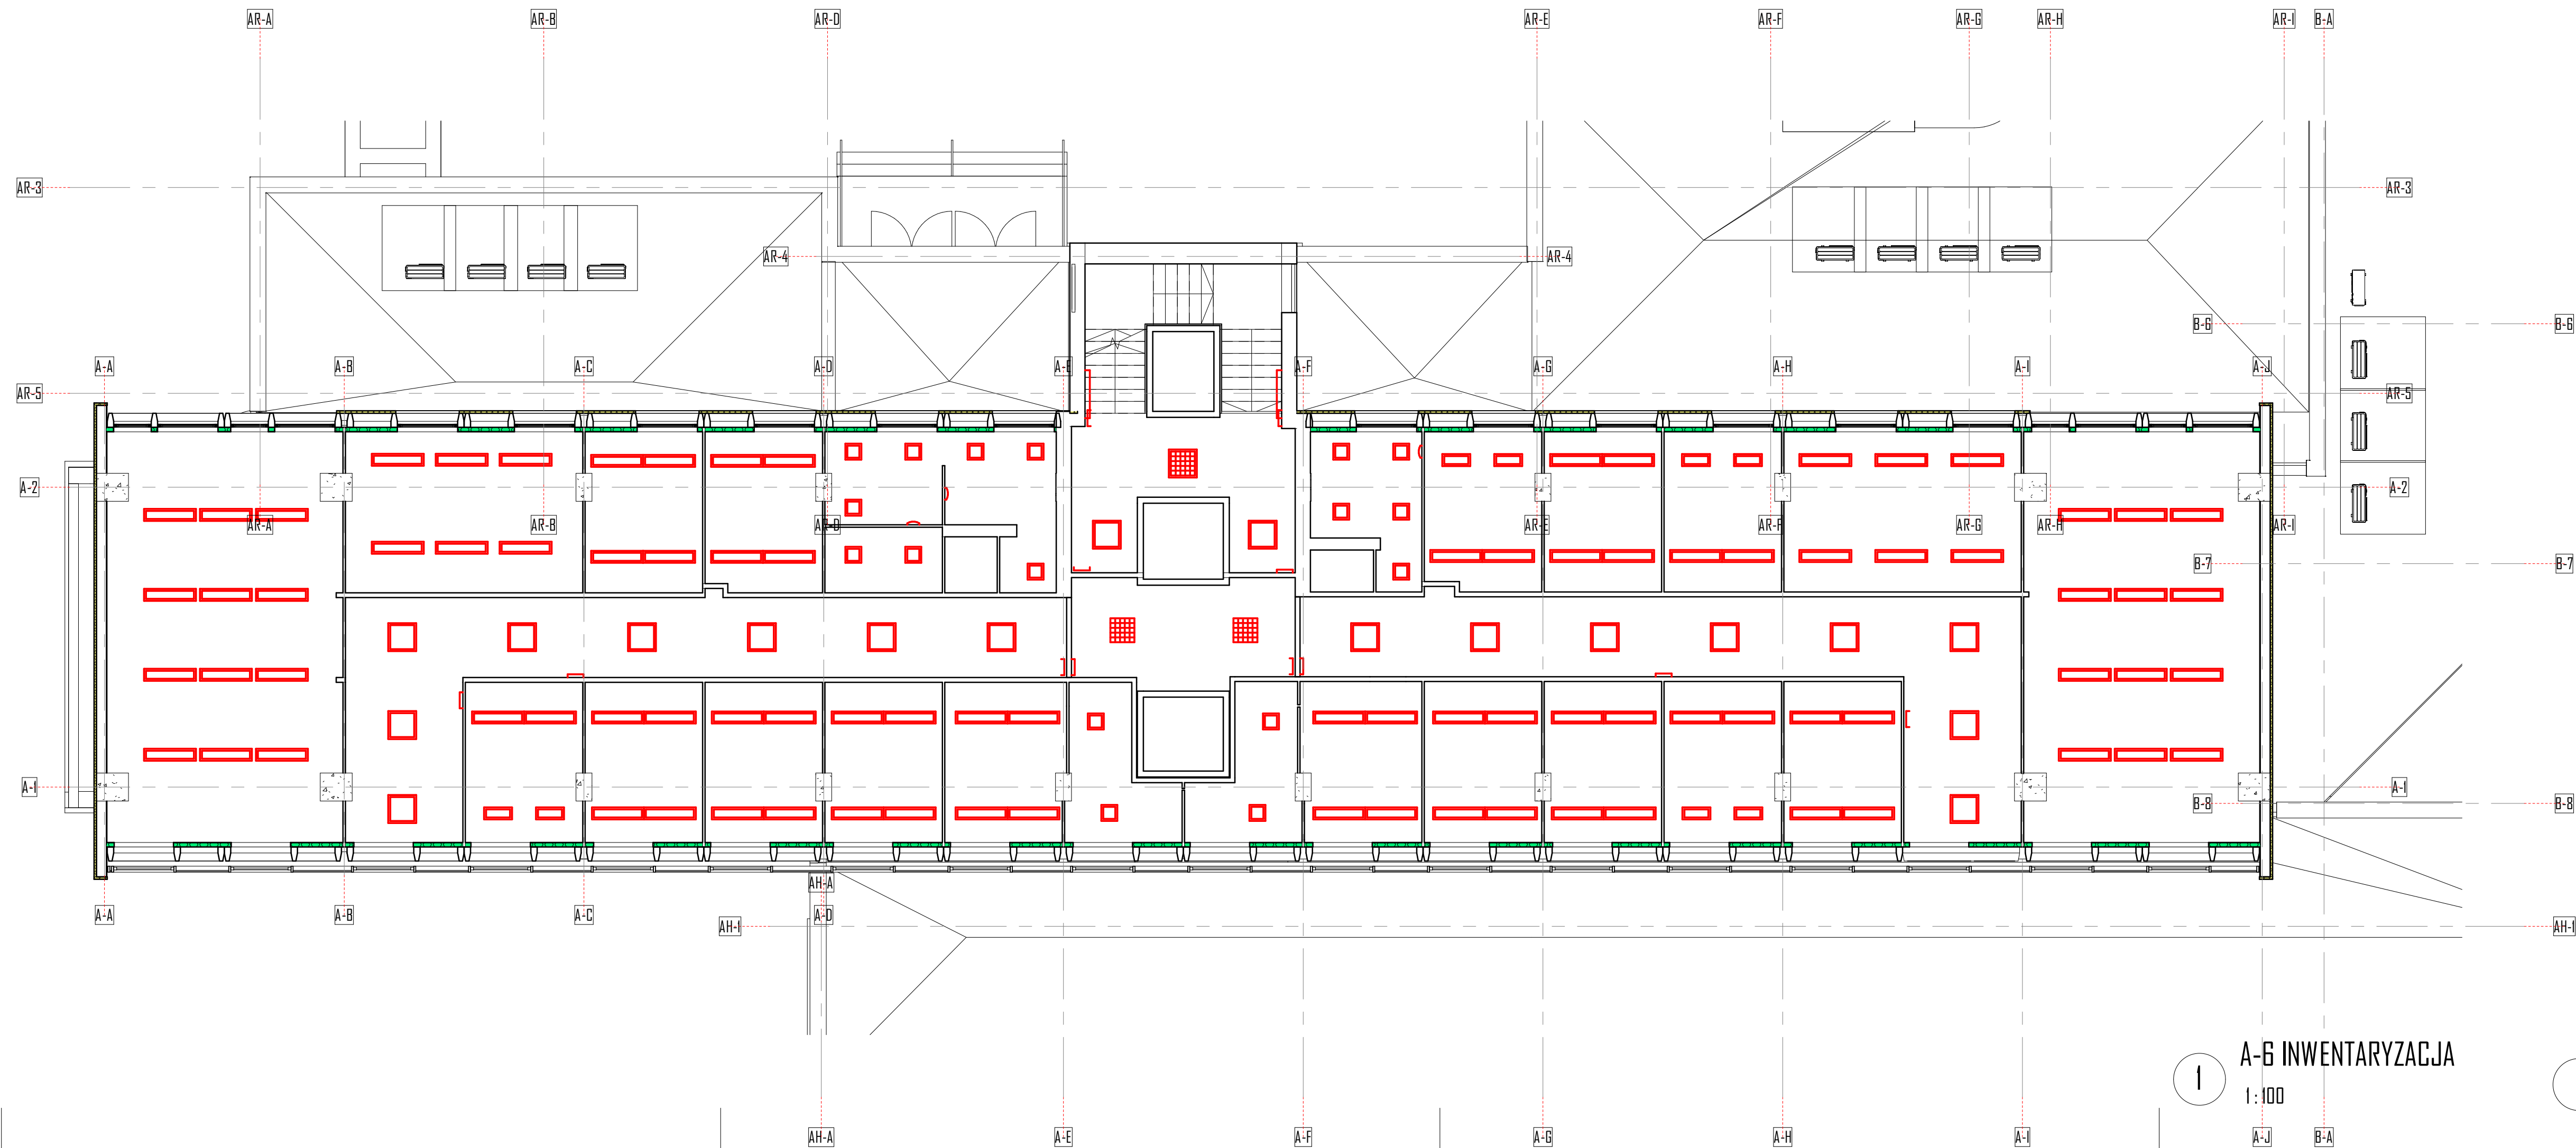 AR-A AR-B AR-D AR-E AR-F AR-G AR-H AR-I B-A
AR-3 AR-3
AR-4 AR-4
B-6 B-6
A-A A-B A-C A-D A-E A-F A-G A-H A-I A-J
AR-5 AR-5
A-2 A-2
AR-A AR-B AR-D AR-E AR-F AR-G AR-H AR-I
B-7 B-7
A-1 A-1
B-8 B-8
AH-A
A-A A-B A-C A-D
AH-1 AH-1
1 A-6 INWENTARYZACJA
1 : 100
AH-A A-E A-F A-G A-H A-I A-J B-A